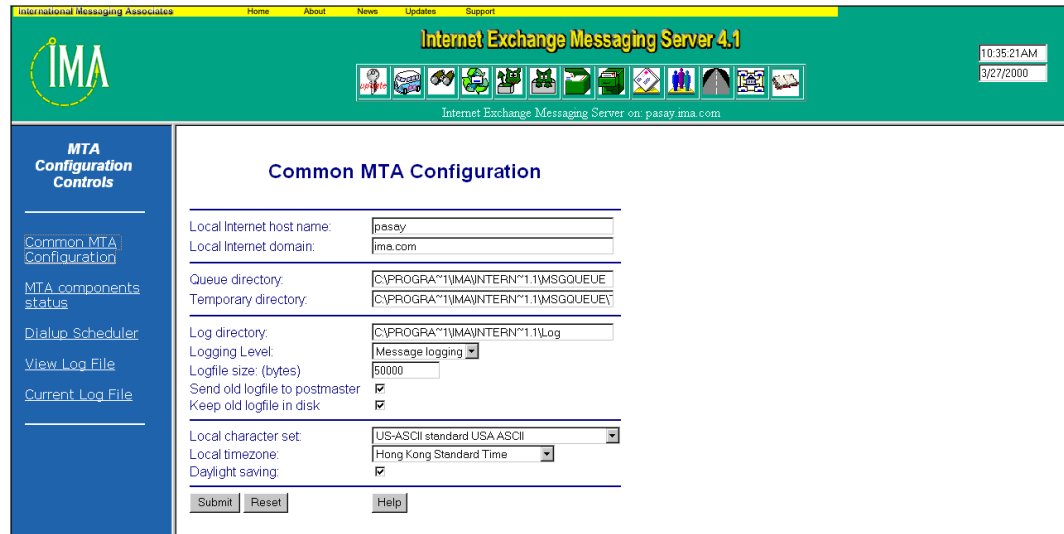 International Messaging Associates Home About News Updates Support
IMA
Internet Exchange Messaging Server 4.1
10:35:21AM
3/27/2000
update
Internet Exchange Messaging Server on: pasay.ima.com
MTA
Configuration
Controls
Common MTA
Configuration
MTA components
status
Dialup Scheduler
View Log File
Current Log File
Common MTA Configuration
Local Internet host name: pasay
Local Internet domain: ima.com
Queue directory: C:\PROGRA~1\IMA\INTERN~1.1\MSGQUEUE
Temporary directory: C:\PROGRA~1\IMA\INTERN~1.1\MSGQUEUE\
Log directory: C:\PROGRA~1\IMA\INTERN~1.1\Log
Logging Level: Message logging
Logfile size: (bytes) 50000
Send old logfile to postmaster
Keep old logfile in disk
Local character set: US-ASCII standard USA ASCII
Local timezone: Hong Kong Standard Time
Daylight saving:
Submit Reset Help